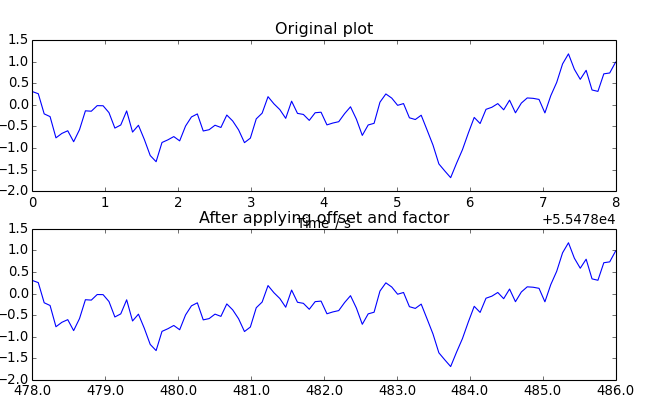 Original plot
1.5
1.0
0.5
0.0
−0.5
−1.0
−1.5
−2.0
0 1 2 3 4 5 6 7 8
Time / s
After applying offset and factor
+5.5478e4
1.5
1.0
0.5
0.0
−0.5
−1.0
−1.5
−2.0
478.0 479.0 480.0 481.0 482.0 483.0 484.0 485.0 486.0